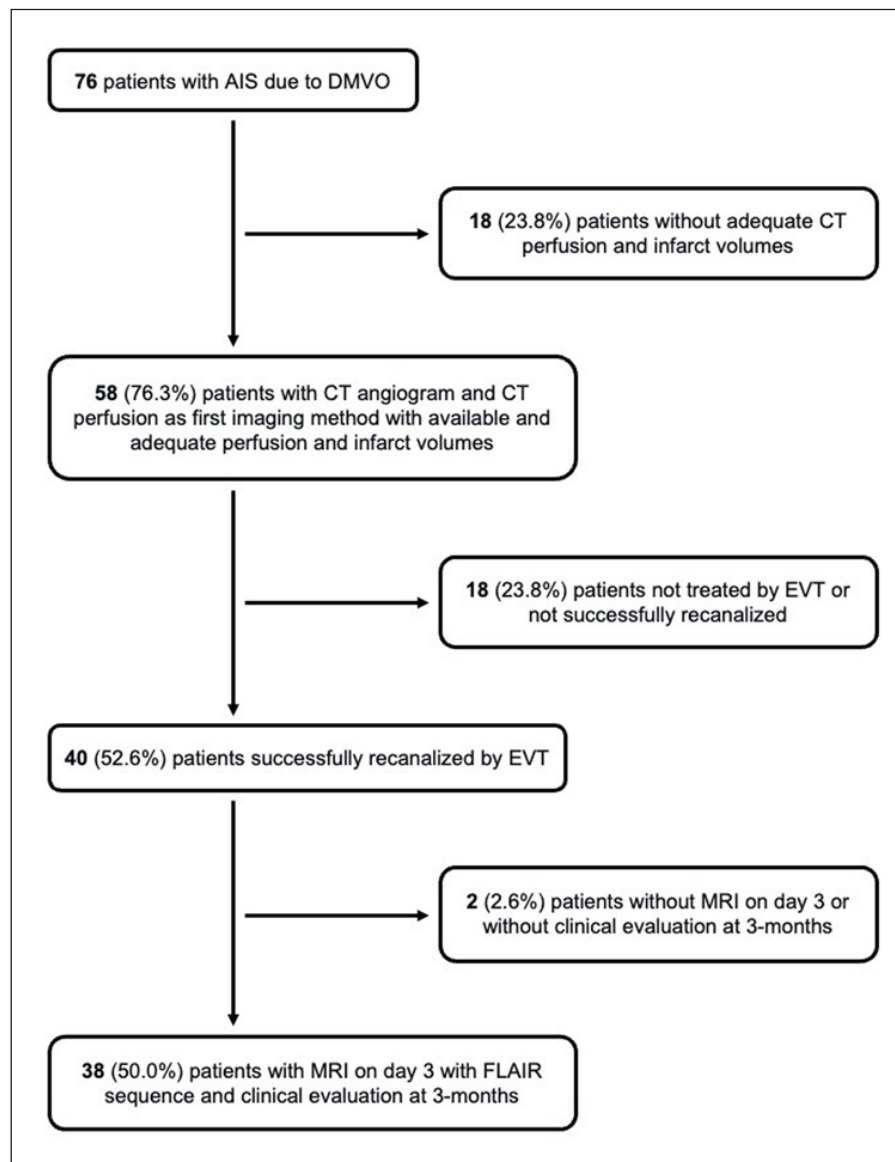 76 patients with AIS due to DMVO
18 (23.8%) patients without adequate CT
perfusion and infarct volumes
58 (76.3%) patients with CT angiogram and CT
perfusion as first imaging method with available and
adequate perfusion and infarct volumes
18 (23.8%) patients not treated by EVT or
not successfully recanalized
40 (52.6%) patients successfully recanalized by EVT
2 (2.6%) patients without MRI on day 3 or
without clinical evaluation at 3-months
38 (50.0%) patients with MRI on day 3 with FLAIR
sequence and clinical evaluation at 3-months